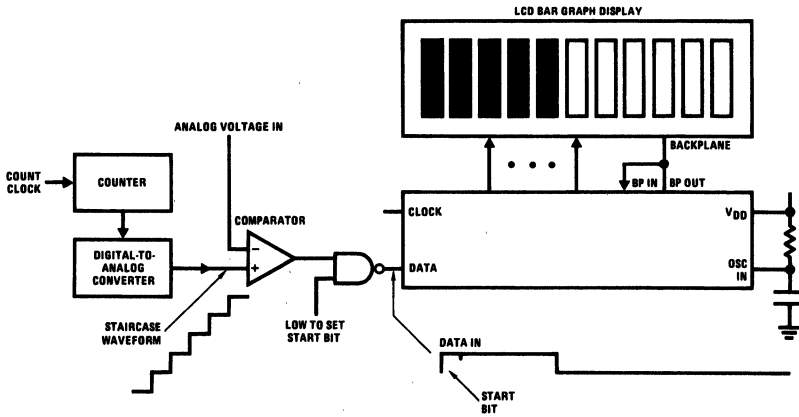 LCD BAR GRAPH DISPLAY
ANALOG VOLTAGE IN
BACKPLANE
COUNT
CLOCK
COUNTER
BP IN
BP OUT
COMPARATOR
CLOCK
VDD
DIGITAL-TO-
ANALOG
CONVERTER
−
+
DATA
OSC
IN
STAIRCASE
WAVEFORM
LOW TO SET
START BIT
DATA IN
START
BIT